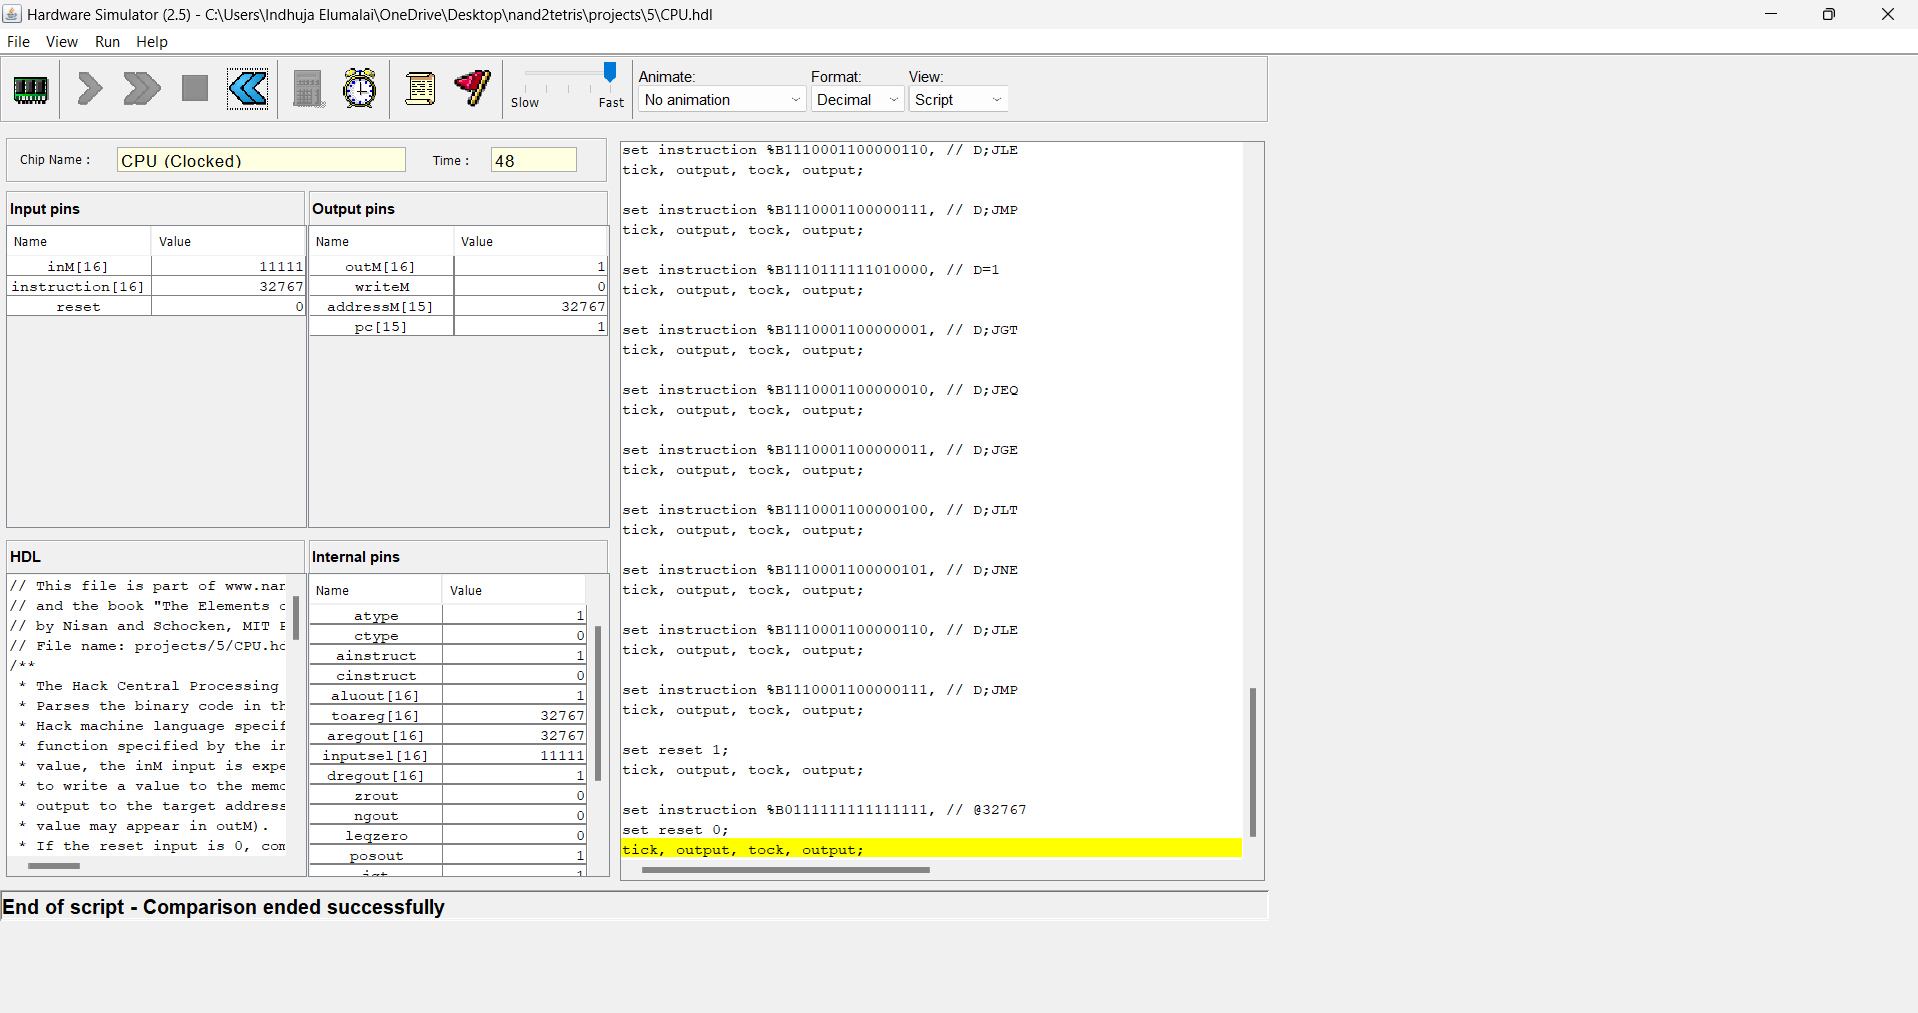 Hardware Simulator (2.5) - C:\Users\Indhuja Elumalai\OneDrive\Desktop\nand2tetris\projects\5\CPU.hdl
File View Run Help
Slow Fast
Animate: Format: View:
No animation Decimal Script
Chip Name : CPU (Clocked) Time : 48
Input pins
Name Value
inM[16] 11111
instruction[16] 32767
reset 0
Output pins
Name Value
outM[16] 1
writeM 0
addressM[15] 32767
pc[15] 1
HDL
// This file is part of www.nan
// and the book "The Elements o
// by Nisan and Schocken, MIT P
// File name: projects/5/CPU.hd
/**
* The Hack Central Processing
* Parses the binary code in th
* Hack machine language specif
* function specified by the in
* value, the inM input is expe
* to write a value to the memo
* output to the target address
* value may appear in outM).
* If the reset input is 0, com
Internal pins
Name Value
atype 1
ctype 0
ainstruct 1
cinstruct 0
aluout[16] 1
toareg[16] 32767
aregout[16] 32767
inputsel[16] 11111
dregout[16] 1
zrout 0
ngout 0
leqzero 0
posout 1
jgt 1
set instruction %B1110001100000110, // D;JLE
tick, output, tock, output;
set instruction %B1110001100000111, // D;JMP
tick, output, tock, output;
set instruction %B1110111111010000, // D=1
tick, output, tock, output;
set instruction %B1110001100000001, // D;JGT
tick, output, tock, output;
set instruction %B1110001100000010, // D;JEQ
tick, output, tock, output;
set instruction %B1110001100000011, // D;JGE
tick, output, tock, output;
set instruction %B1110001100000100, // D;JLT
tick, output, tock, output;
set instruction %B1110001100000101, // D;JNE
tick, output, tock, output;
set instruction %B1110001100000110, // D;JLE
tick, output, tock, output;
set instruction %B1110001100000111, // D;JMP
tick, output, tock, output;
set reset 1;
tick, output, tock, output;
set instruction %B0111111111111111, // @32767
set reset 0;
tick, output, tock, output;
End of script - Comparison ended successfully